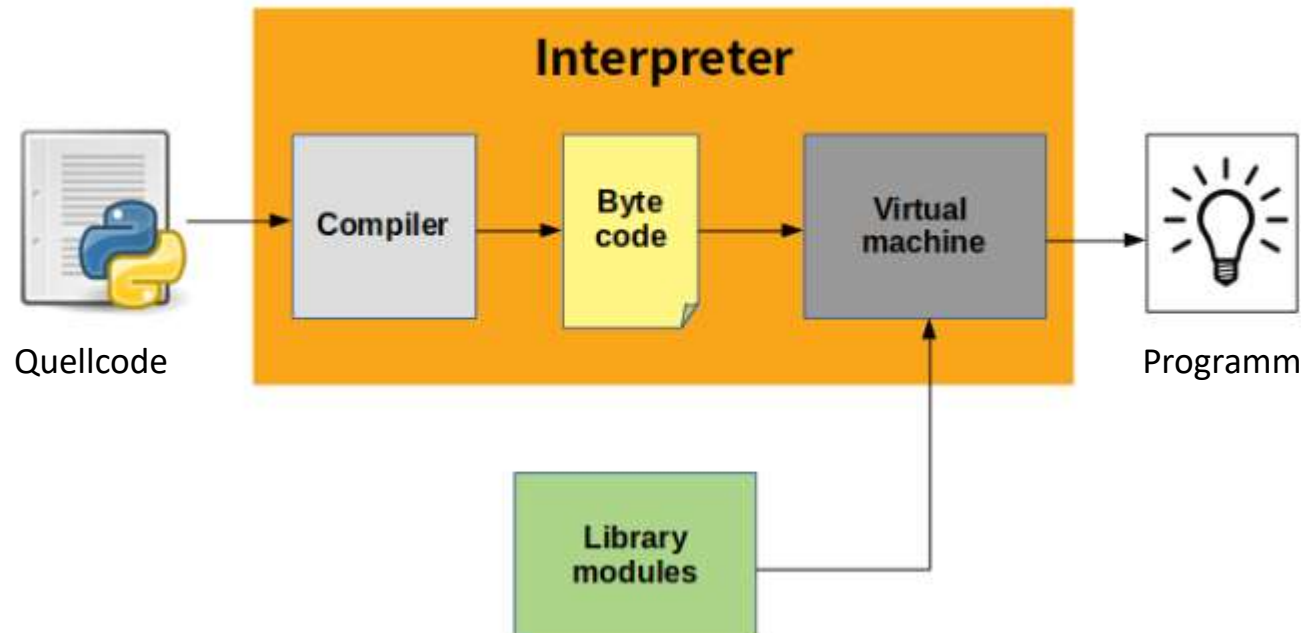 Interpreter
Compiler
Byte
code
Virtual
machine
Quellcode
Programm
Library
modules